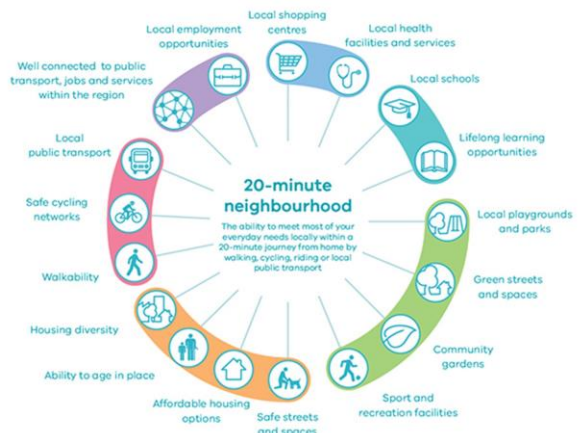 Local shopping
centres
Local health
facilities and services
Local schools
Lifelong learning
opportunities
Local playgrounds
and parks
Green streets
and spaces
Community
gardens
Sport and
recreation facilities
Safe streets
and spaces
Affordable housing
options
Ability to age in place
Housing diversity
Walkability
Safe cycling
networks
Local
public transport
Well connected to public
transport, jobs and services
within the region
Local employment
opportunities
20-minute
neighbourhood
The ability to meet most of your
everyday needs locally within a
20-minute journey from home by
walking, cycling, riding or local
public transport